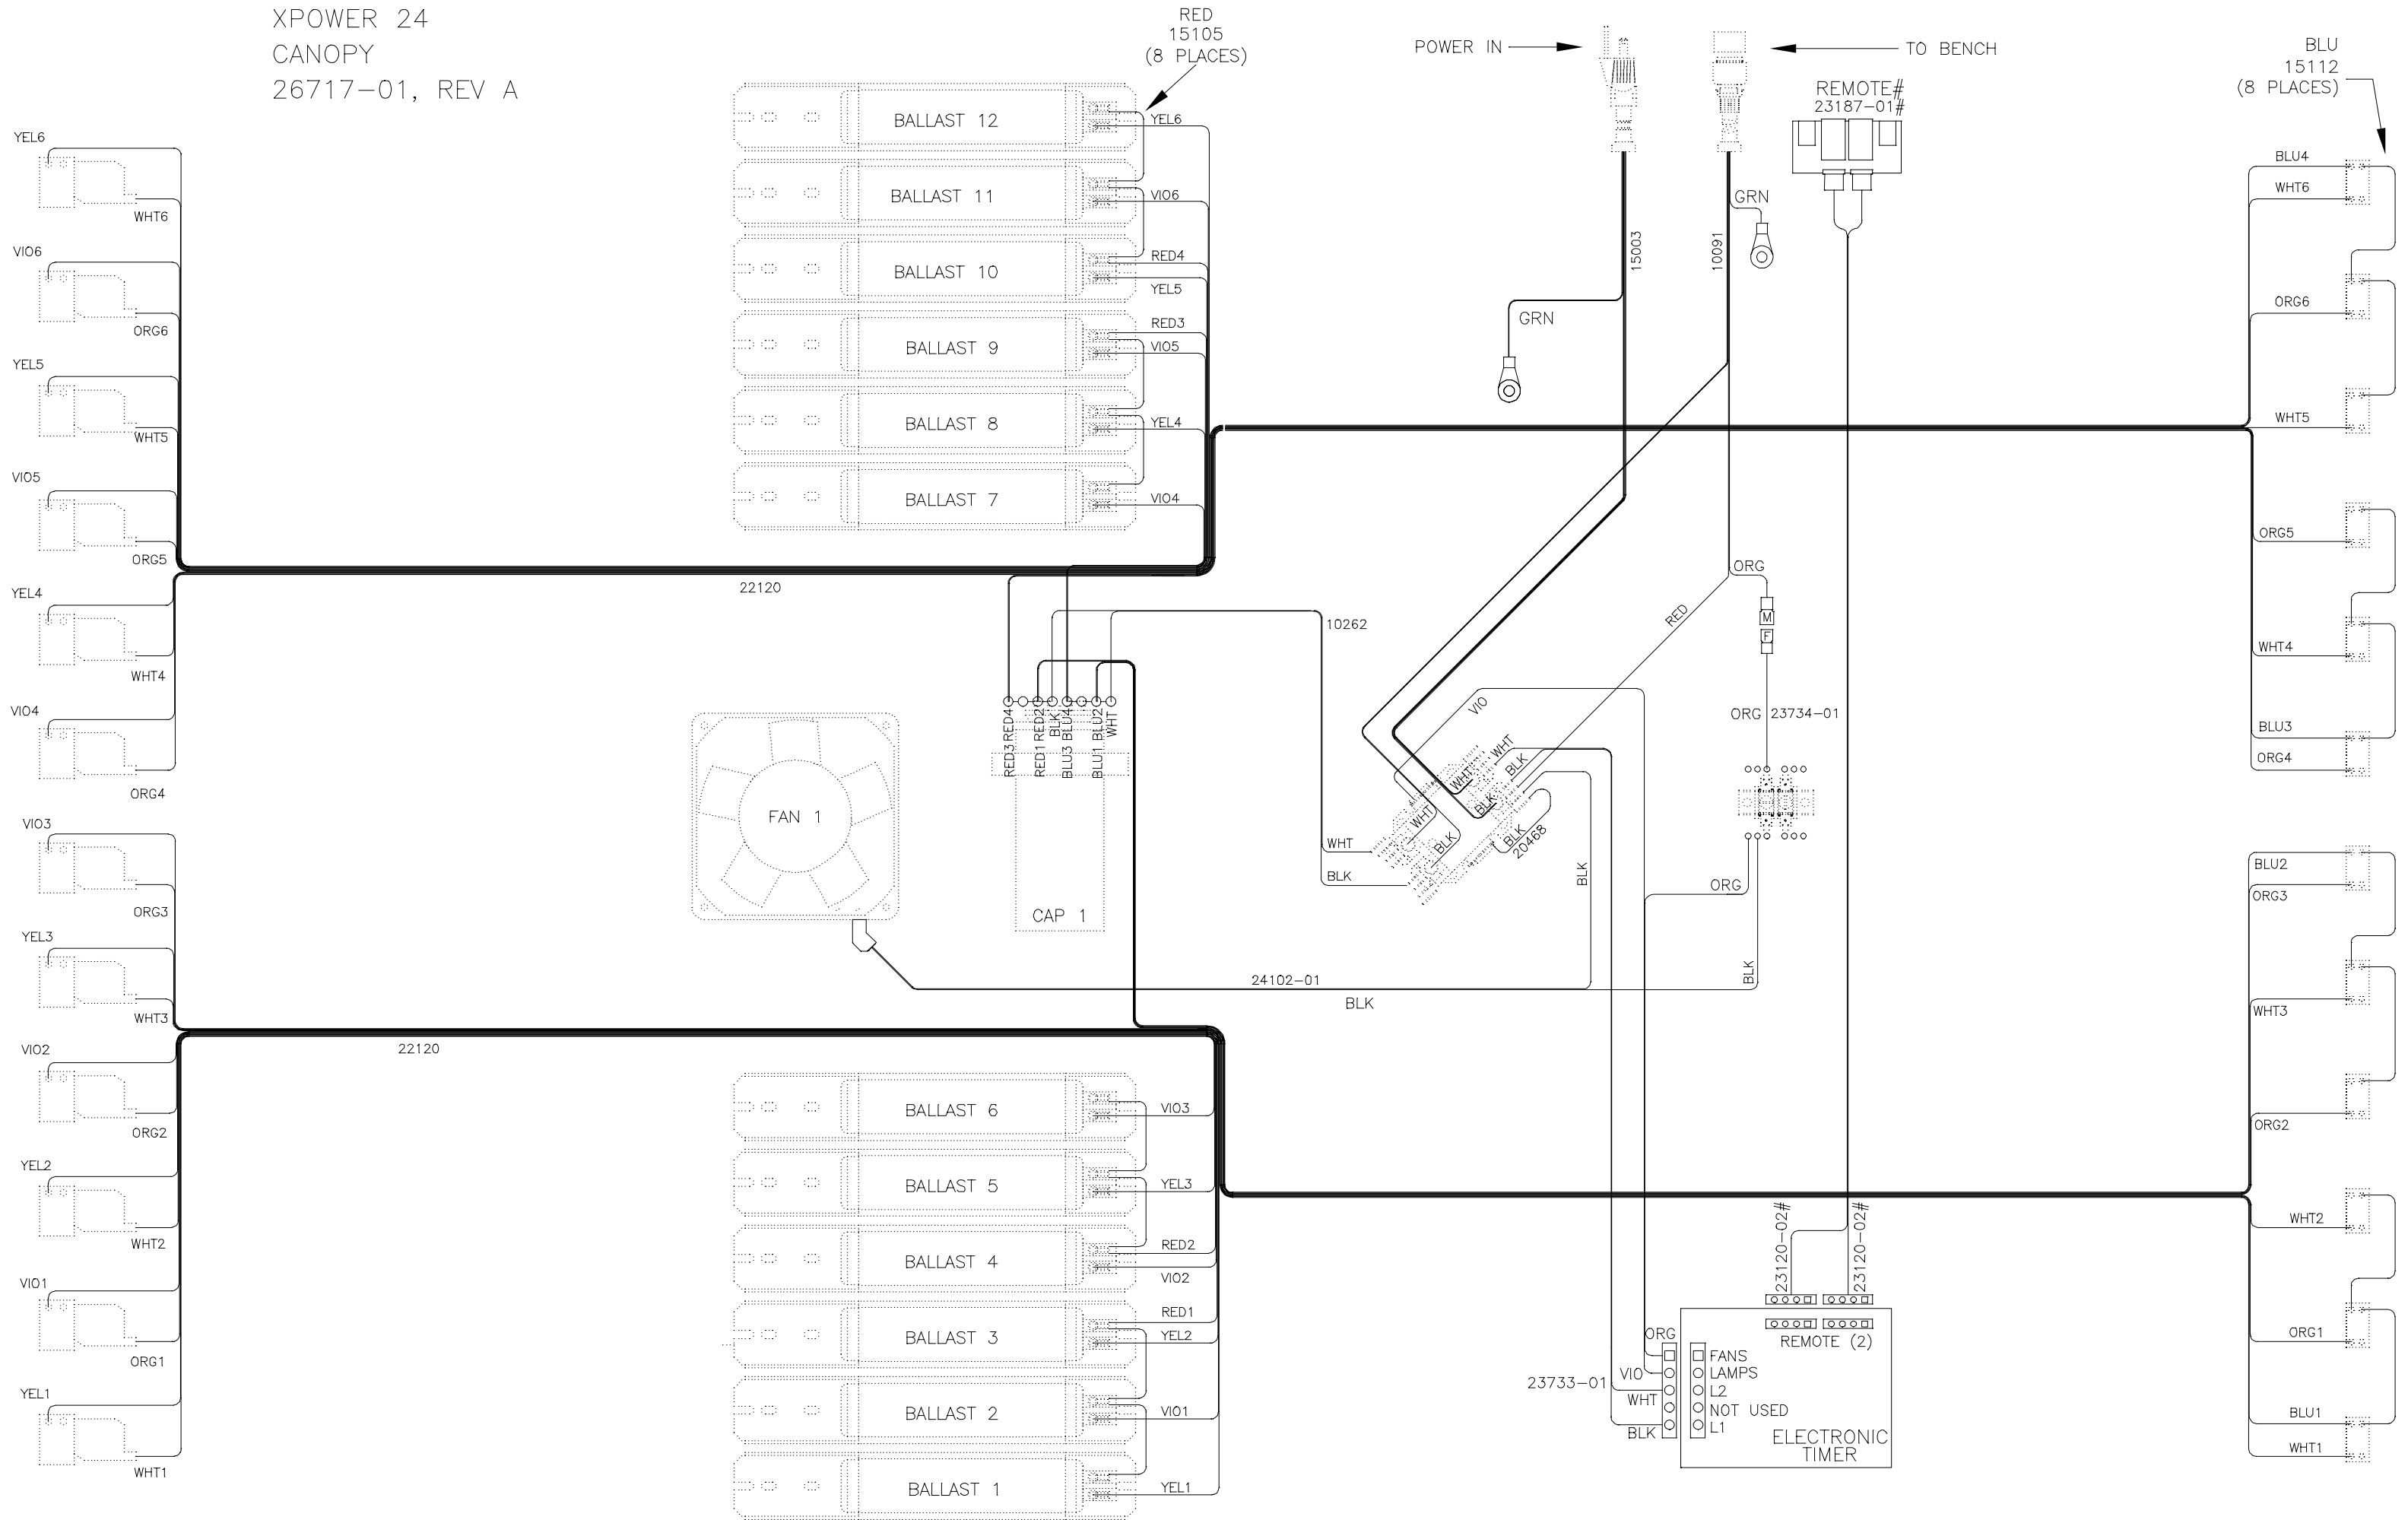 XPOWER 24
CANOPY
26717-01, REV A
RED
15105
(8 PLACES)
POWER IN
TO BENCH
REMOTE#
23187-01#
BLU
15112
(8 PLACES)
YEL6
WHT6
VIO6
ORG6
YEL5
WHT5
VIO5
ORG5
YEL4
WHT4
VIO4
ORG4
VIO3
ORG3
YEL3
WHT3
VIO2
ORG2
YEL2
WHT2
VIO1
ORG1
YEL1
WHT1
22120
22120
BALLAST 12
YEL6
BALLAST 11
VIO6
BALLAST 10
RED4
YEL5
BALLAST 9
RED3
VIO5
BALLAST 8
YEL4
BALLAST 7
VIO4
FAN 1
RED3 RED4
RED1 RED2
BLK
BLU3 BLU4
BLU1 BLU2
WHT
CAP 1
BALLAST 6
VIO3
BALLAST 5
YEL3
BALLAST 4
RED2
VIO2
BALLAST 3
RED1
YEL2
BALLAST 2
VIO1
BALLAST 1
YEL1
15003
10091
GRN
GRN
10262
RED
ORG
M
F
ORG 23734-01
VIO
WHT
BLK
WHT
BLK
WHT
BLK
BLK
20468
WHT
BLK
BLK
ORG
BLK
24102-01
BLK
23120-02#
23120-02#
REMOTE (2)
ORG
VIO
23733-01
WHT
BLK
FANS
LAMPS
L2
NOT USED
L1
ELECTRONIC
TIMER
BLU4
WHT6
ORG6
WHT5
ORG5
WHT4
BLU3
ORG4
BLU2
ORG3
WHT3
ORG2
WHT2
ORG1
BLU1
WHT1